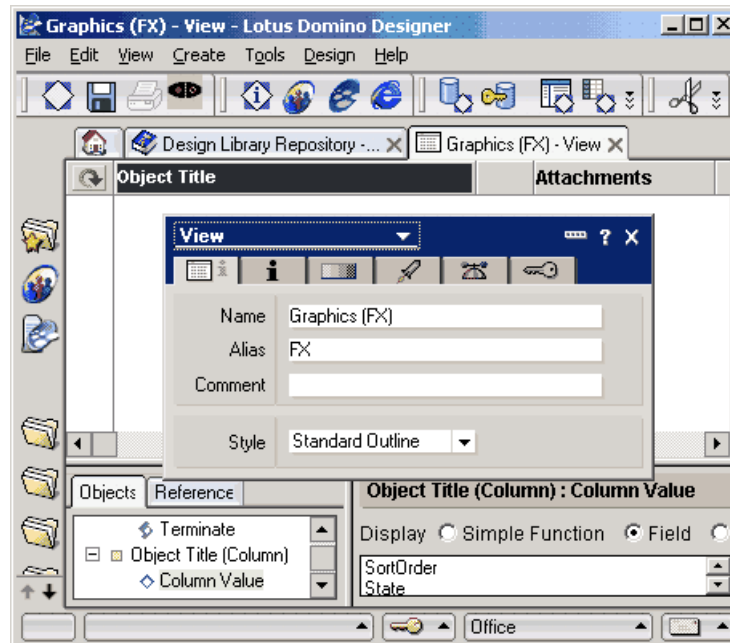 Graphics (FX) - View - Lotus Domino Designer
File Edit View Create Tools Design Help
Design Library Repository -... Graphics (FX) - View
Object Title Attachments
View
Name Graphics (FX)
Alias FX
Comment
Style Standard Outline
Objects Reference
Object Title (Column) : Column Value
Terminate
Display Simple Function Field
Object Title (Column)
SortOrder
Column Value
State
Office